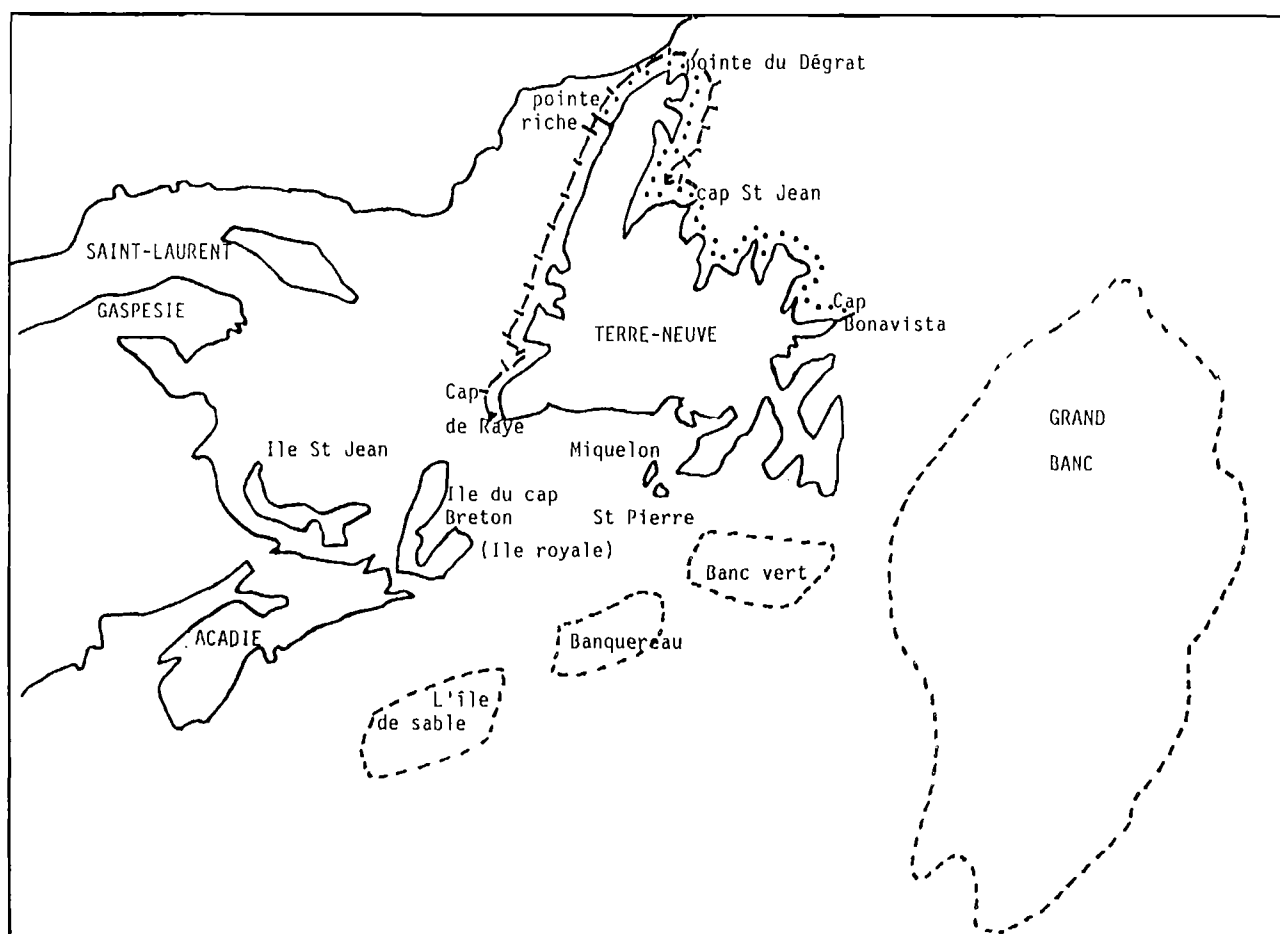 pointe du Dégrat
pointe
riche
cap St Jean
SAINT-LAURENT
GASPESIE
Cap
Bonavista
TERRE-NEUVE
Cap
de Raye
GRAND
BANC
Ile St Jean
Miquelon
Ile du cap
Breton
(Ile royale)
St Pierre
Banc vert
ACADIE
Banquereau
L'île
de sable